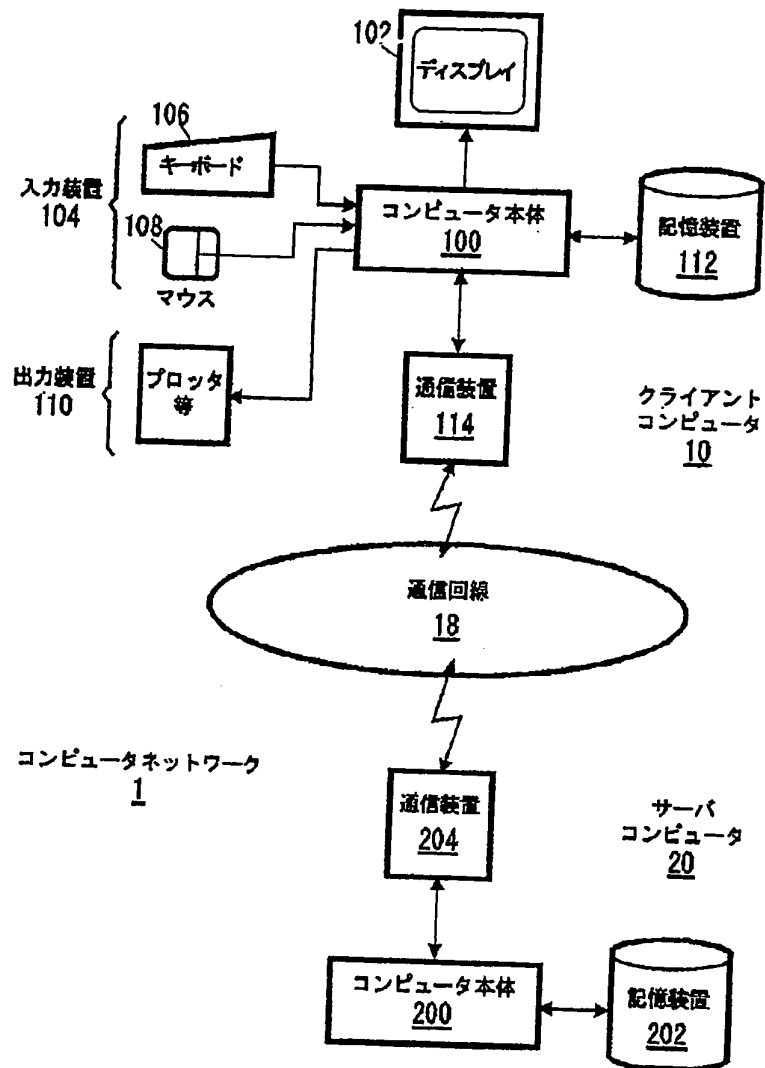 102
ディスプレイ
106
キーボード
入力装置
104
108
マウス
コンピュータ本体
100
記憶装置
112
出力装置
110
プロッタ
等
通信装置
114
クライアント
コンピュータ
10
通信回線
18
コンピュータネットワーク
1
通信装置
204
サーバ
コンピュータ
20
コンピュータ本体
200
記憶装置
202